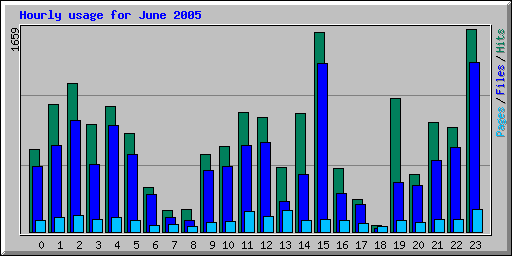 Hourly usage for June 2005
1659
Pages/Files/Hits
0 1 2 3 4 5 6 7 8 9 10 11 12 13 14 15 16 17 18 19 20 21 22 23